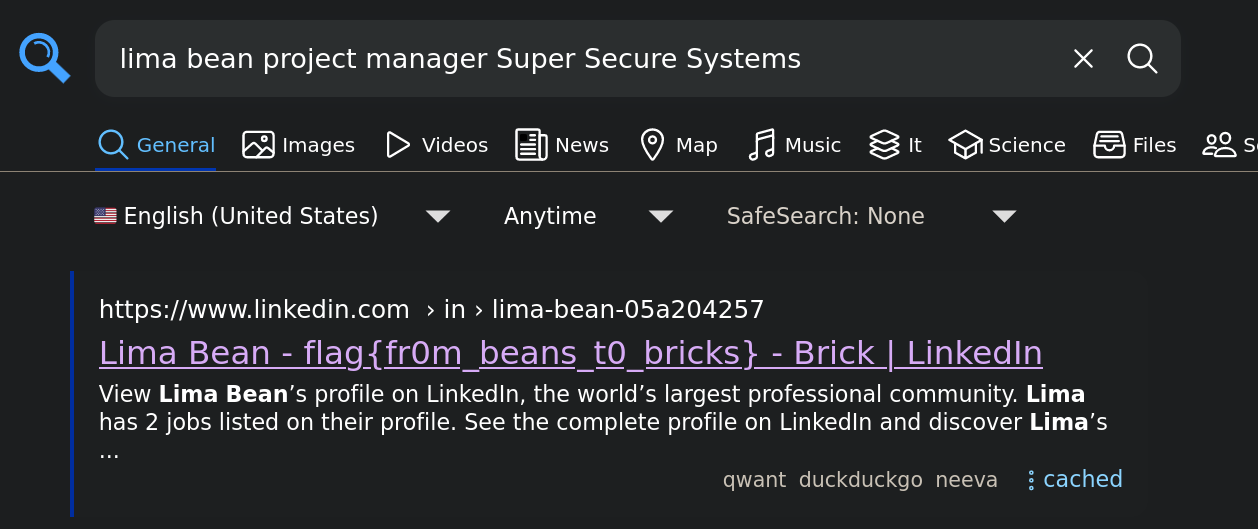 lima bean project manager Super Secure Systems
General Images Videos News Map Music It Science Files
English (United States) Anytime SafeSearch: None
https://www.linkedin.com › in › lima-bean-05a204257
Lima Bean - flag{fr0m_beans_t0_bricks} - Brick | LinkedIn
View Lima Bean’s profile on LinkedIn, the world’s largest professional community. Lima
has 2 jobs listed on their profile. See the complete profile on LinkedIn and discover Lima’s
...
qwant duckduckgo neeva cached